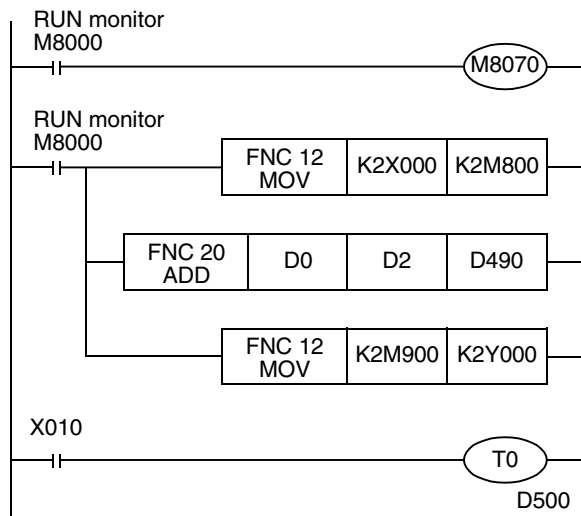 RUN monitor
M8000
M8070
RUN monitor
M8000
FNC 12
MOV
K2X000
K2M800
FNC 20
ADD
D0
D2
D490
FNC 12
MOV
K2M900
K2Y000
X010
T0
D500